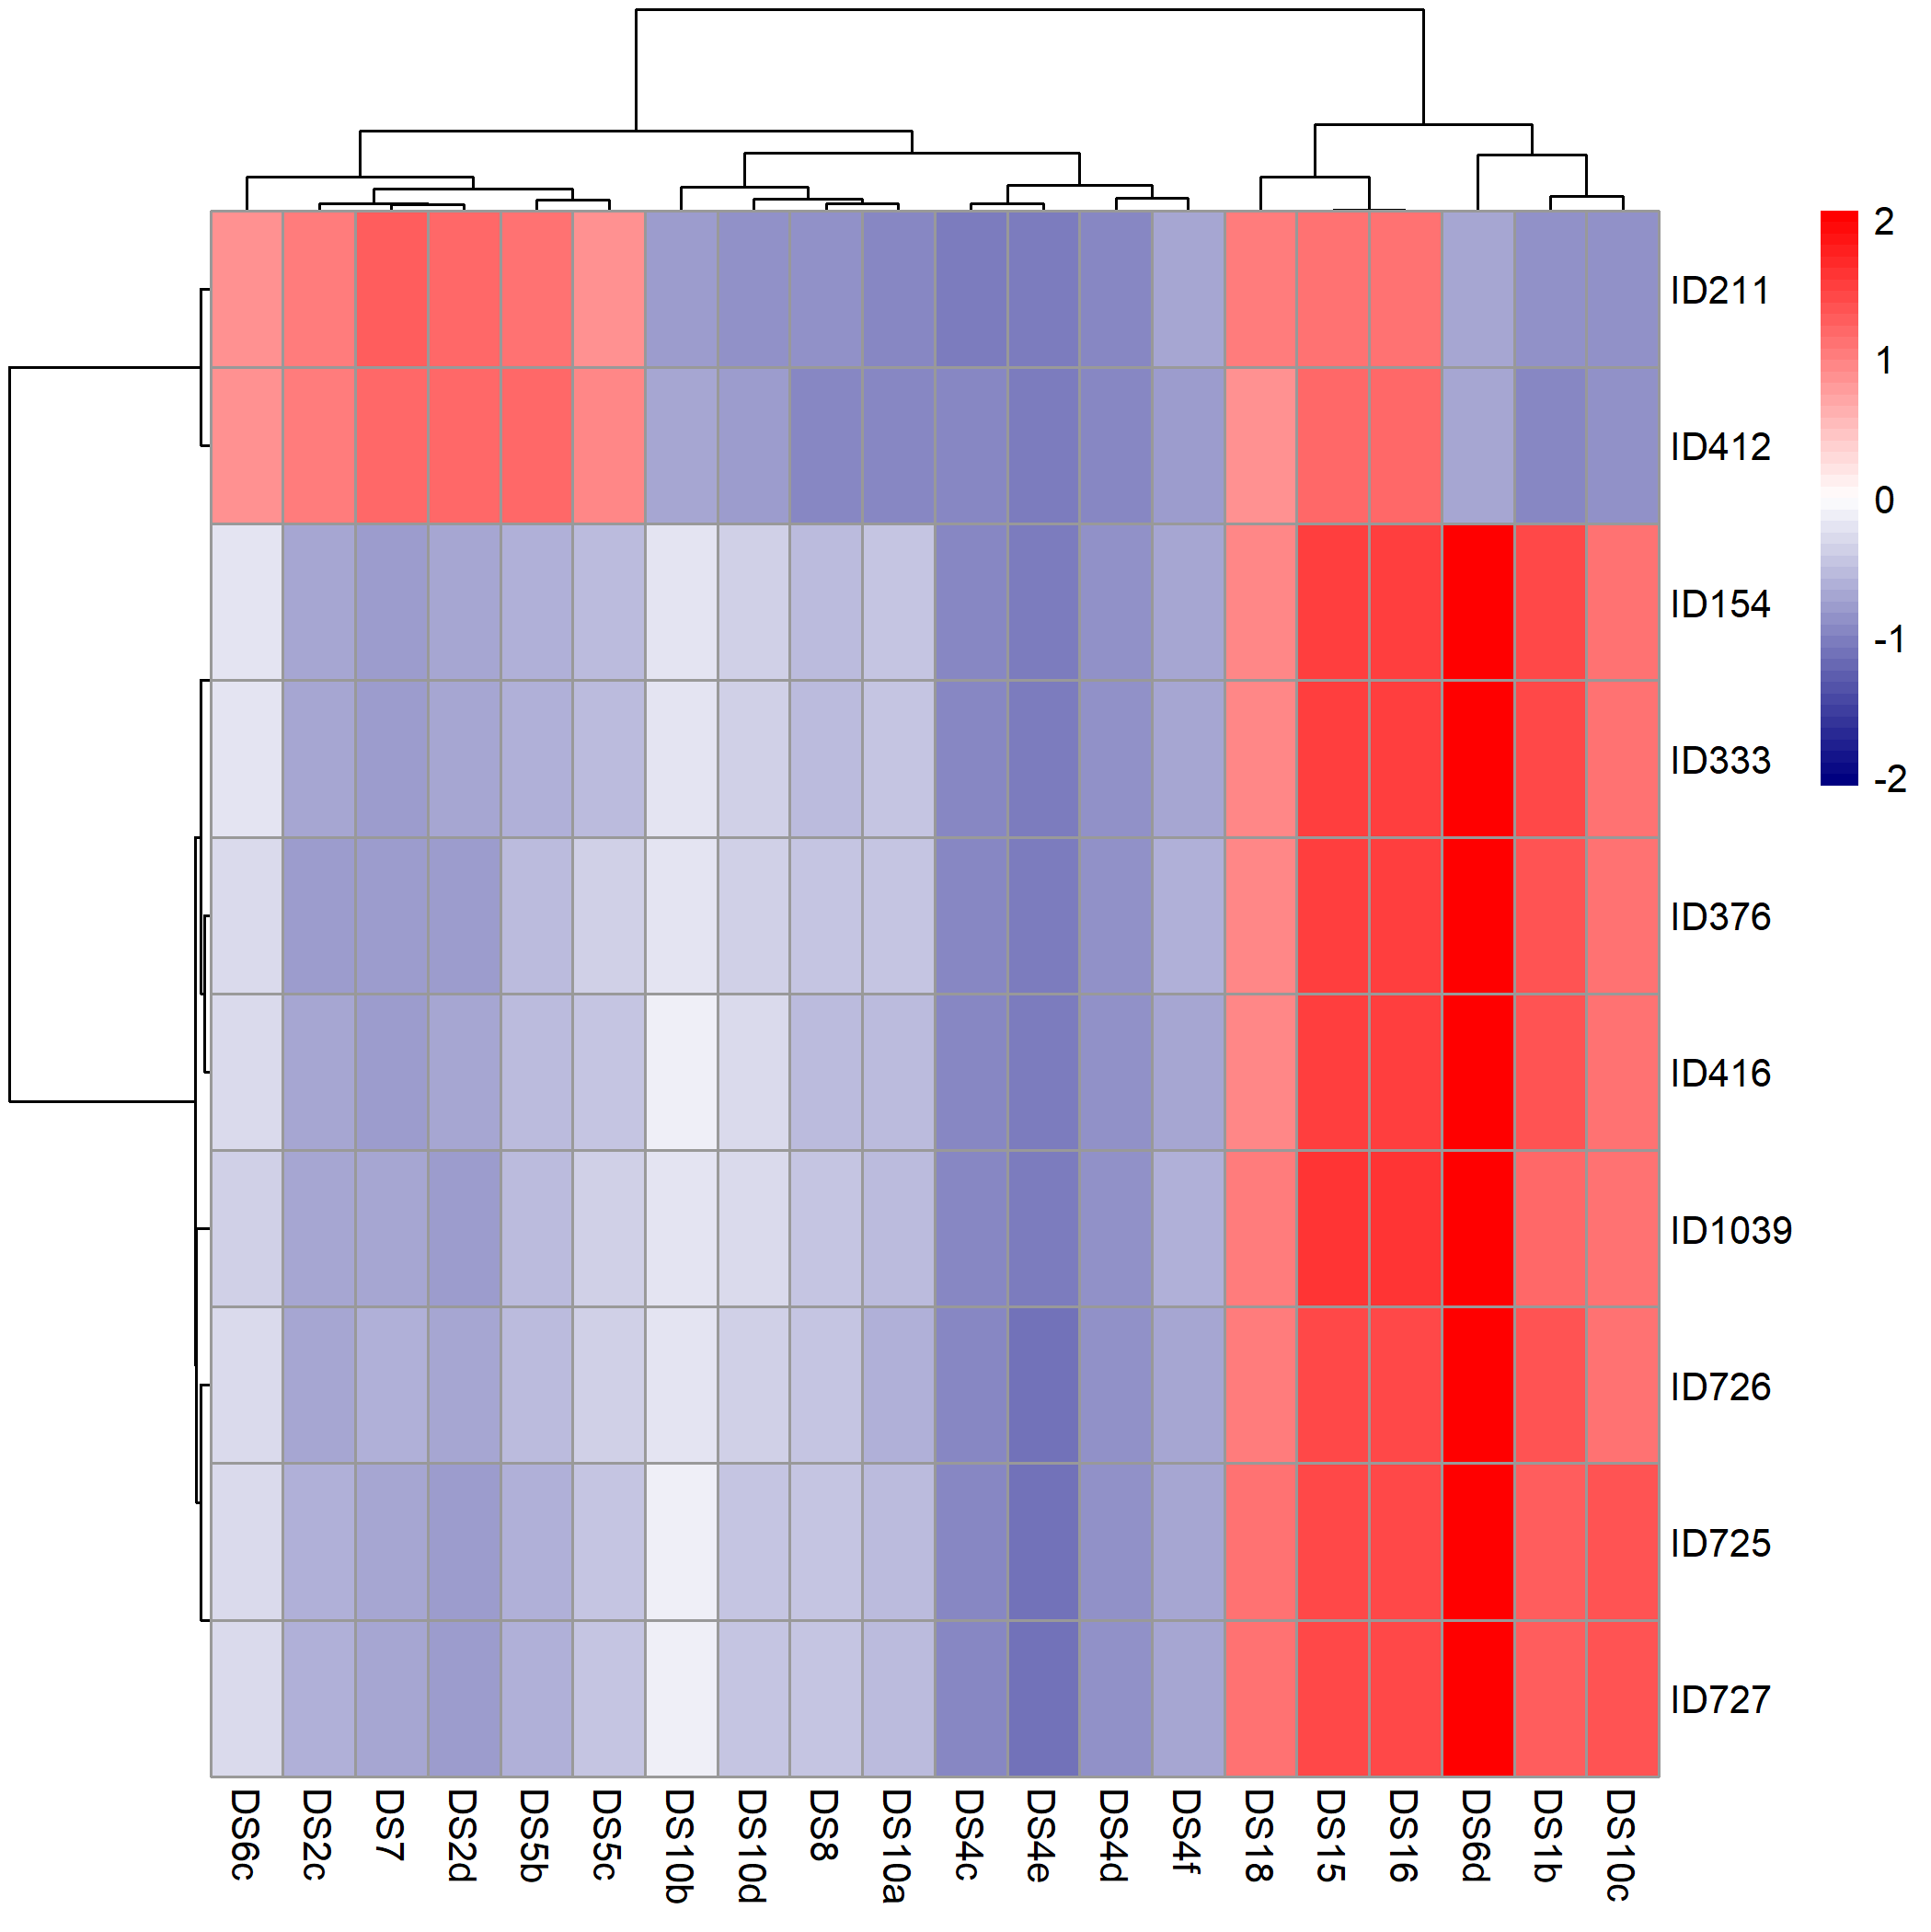 2
1
0
-1
-2
ID211
ID412
ID154
ID333
ID376
ID416
ID1039
ID726
ID725
ID727
DS6c
DS2c
DS7
DS2d
DS5b
DS5c
DS10b
DS10d
DS8
DS10a
DS4c
DS4e
DS4d
DS4f
DS18
DS15
DS16
DS6d
DS1b
DS10c